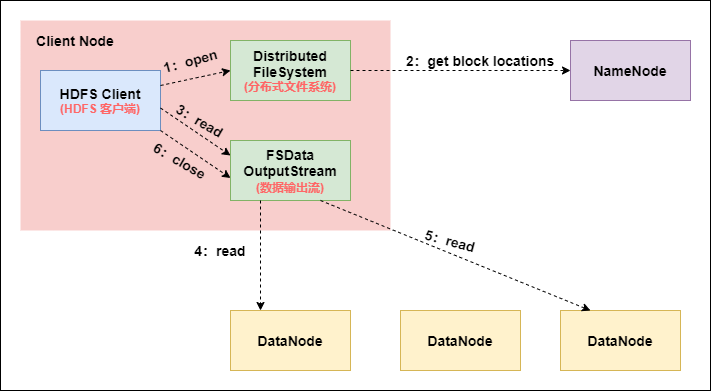 Client Node
1：open
Distributed
FileSystem
(分布式文件系统)
2：get block locations
NameNode
HDFS Client
(HDFS 客户端)
3：read
6：close
FSData
OutputStream
(数据输出流)
4：read
5：read
DataNode
DataNode
DataNode